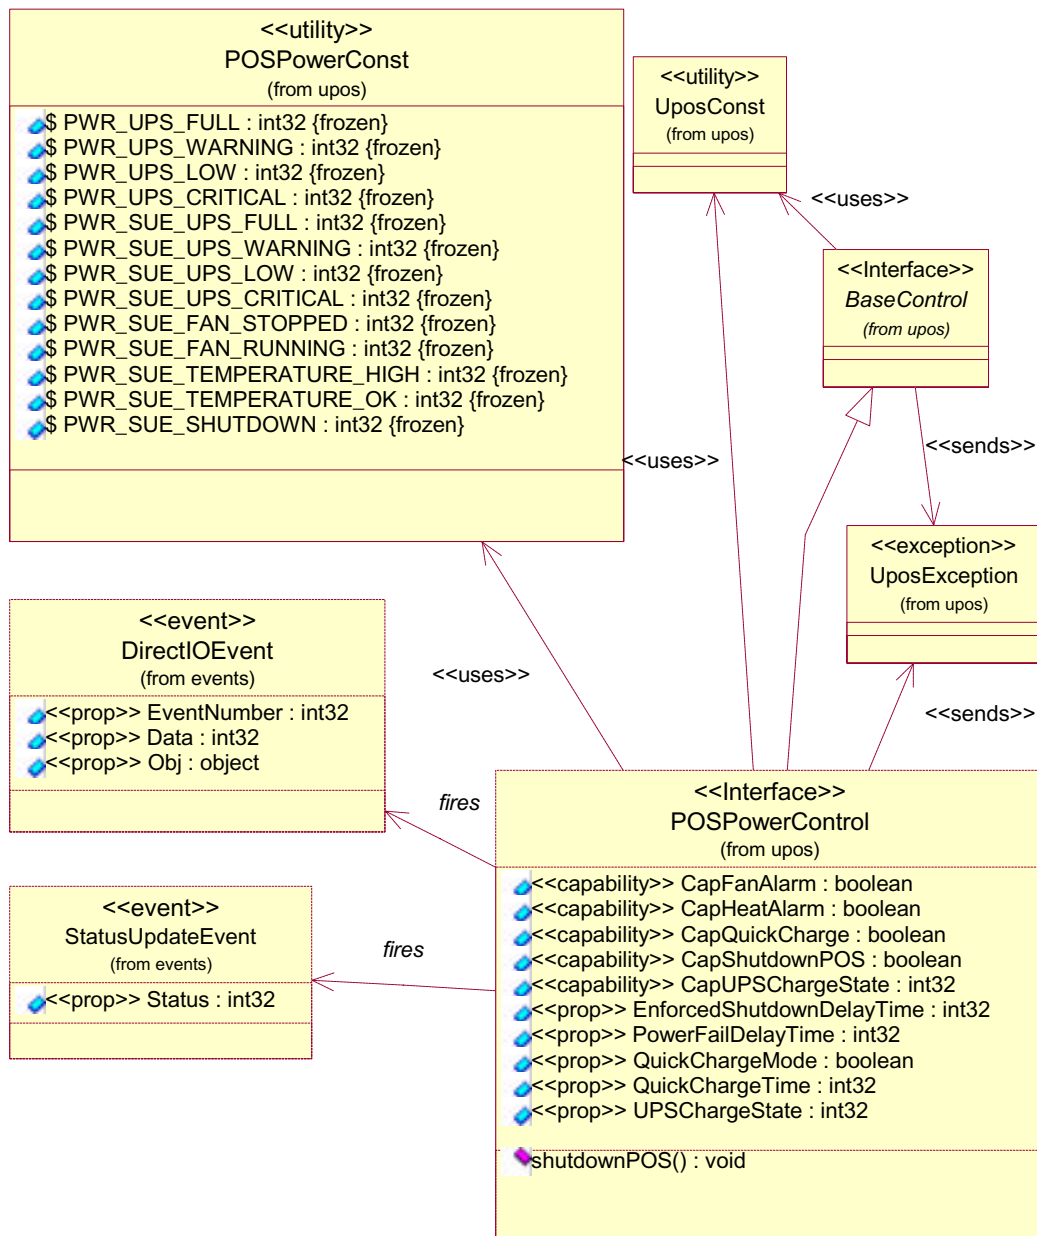 <<utility>>
POSPowerConst
(from upos)
$ PWR_UPS_FULL : int32 {frozen}
$ PWR_UPS_WARNING : int32 {frozen}
$ PWR_UPS_LOW : int32 {frozen}
$ PWR_UPS_CRITICAL : int32 {frozen}
$ PWR_SUE_UPS_FULL : int32 {frozen}
$ PWR_SUE_UPS_WARNING : int32 {frozen}
$ PWR_SUE_UPS_LOW : int32 {frozen}
$ PWR_SUE_UPS_CRITICAL : int32 {frozen}
$ PWR_SUE_FAN_STOPPED : int32 {frozen}
$ PWR_SUE_FAN_RUNNING : int32 {frozen}
$ PWR_SUE_TEMPERATURE_HIGH : int32 {frozen}
$ PWR_SUE_TEMPERATURE_OK : int32 {frozen}
$ PWR_SUE_SHUTDOWN : int32 {frozen}
<<utility>>
UposConst
(from upos)
<<uses>>
<<Interface>>
BaseControl
(from upos)
<<sends>>
<<uses>>
<<exception>>
UposException
(from upos)
<<event>>
DirectIOEvent
(from events)
<<prop>> EventNumber : int32
<<prop>> Data : int32
<<prop>> Obj : object
<<uses>>
<<sends>>
fires
<<event>>
StatusUpdateEvent
(from events)
<<prop>> Status : int32
fires
<<Interface>>
POSPowerControl
(from upos)
<<capability>> CapFanAlarm : boolean
<<capability>> CapHeatAlarm : boolean
<<capability>> CapQuickCharge : boolean
<<capability>> CapShutdownPOS : boolean
<<capability>> CapUPSChargeState : int32
<<prop>> EnforcedShutdownDelayTime : int32
<<prop>> PowerFailDelayTime : int32
<<prop>> QuickChargeMode : boolean
<<prop>> QuickChargeTime : int32
<<prop>> UPSChargeState : int32
shutdownPOS() : void